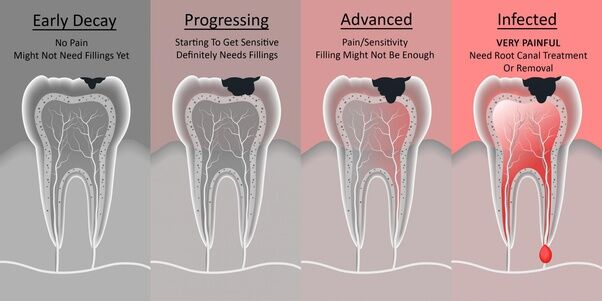 Early Decay
No Pain
Might Not Need Fillings Yet
Progressing
Starting To Get Sensitive
Definitely Needs Fillings
Advanced
Pain/Sensitivity
Filling Might Not Be Enough
Infected
VERY PAINFUL
Need Root Canal Treatment
Or Removal